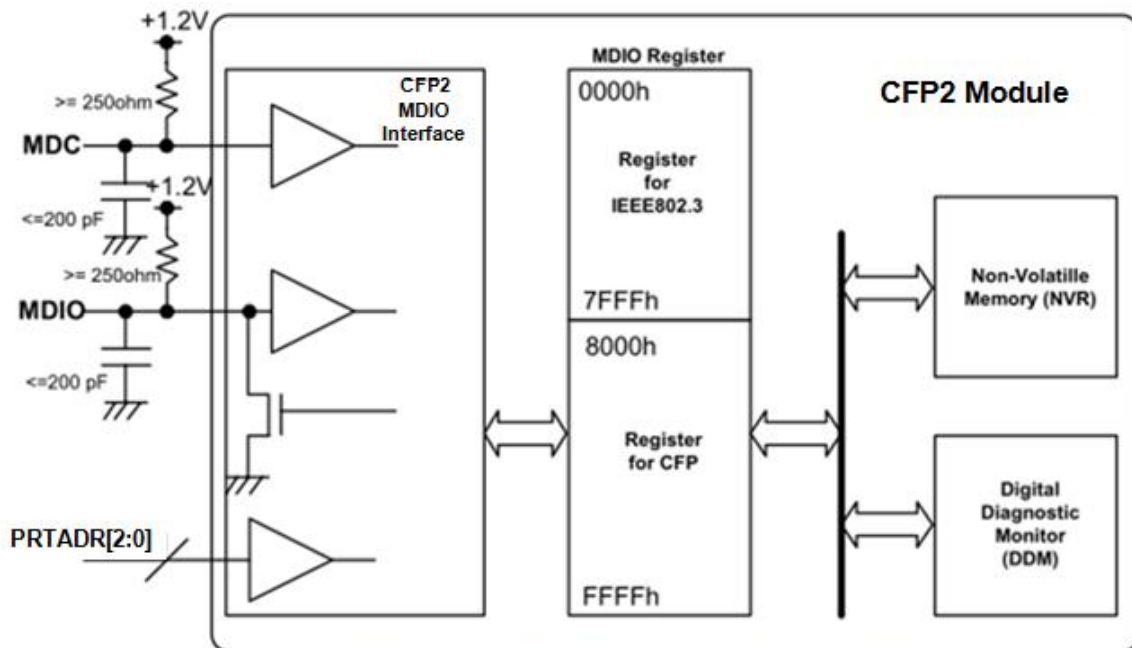 +1.2V
>= 250ohm
MDC
<=200 pF
+1.2V
>= 250ohm
MDIO
<=200 pF
PRTADR[2:0]
CFP2
MDIO
Interface
MDIO Register
0000h
Register
for
IEEE802.3
7FFFh
8000h
Register
for CFP
FFFFh
CFP2 Module
Non-Volatille
Memory (NVR)
Digital
Diagnostic
Monitor
(DDM)